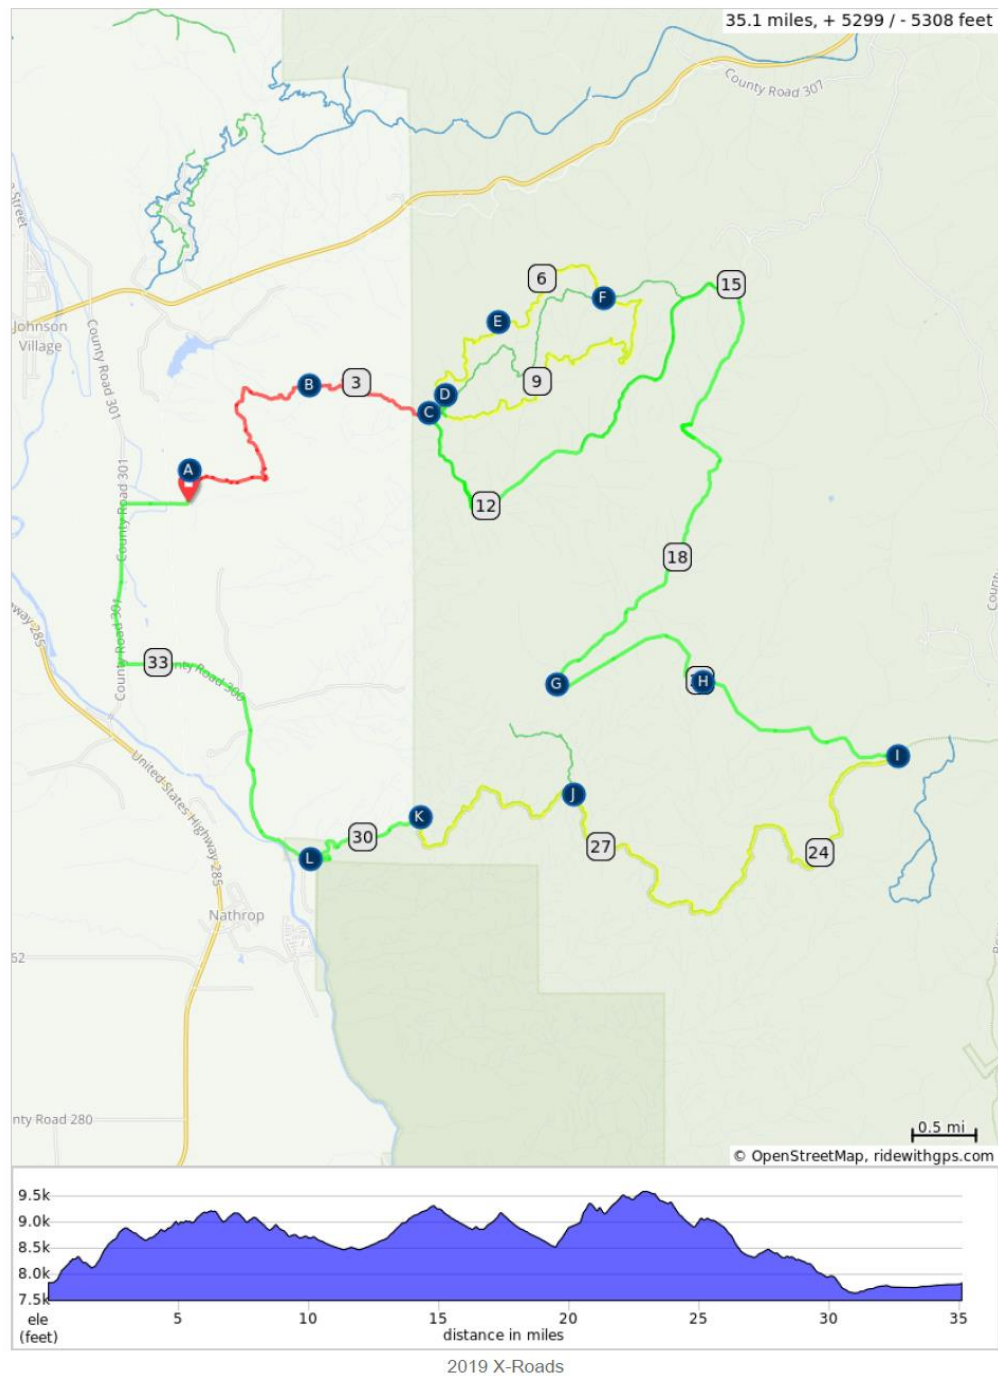 35.1 miles, + 5299 / - 5308 feet
County Road 307
Street
Johnson
Village
County Road 301
6
F
15
E
B
3
9
D
C
A
County Road 301
12
18
County Road 301
33
G
H
I
United States Highway 285
J
K
30
27
24
L
Nathrop
0.5 mi
© OpenStreetMap, ridewithgps.com
9.5k
9.0k
8.5k
8.0k
7.5k
ele
(feet)
5
10
15
20
25
30
35
distance in miles
2019 X-Roads